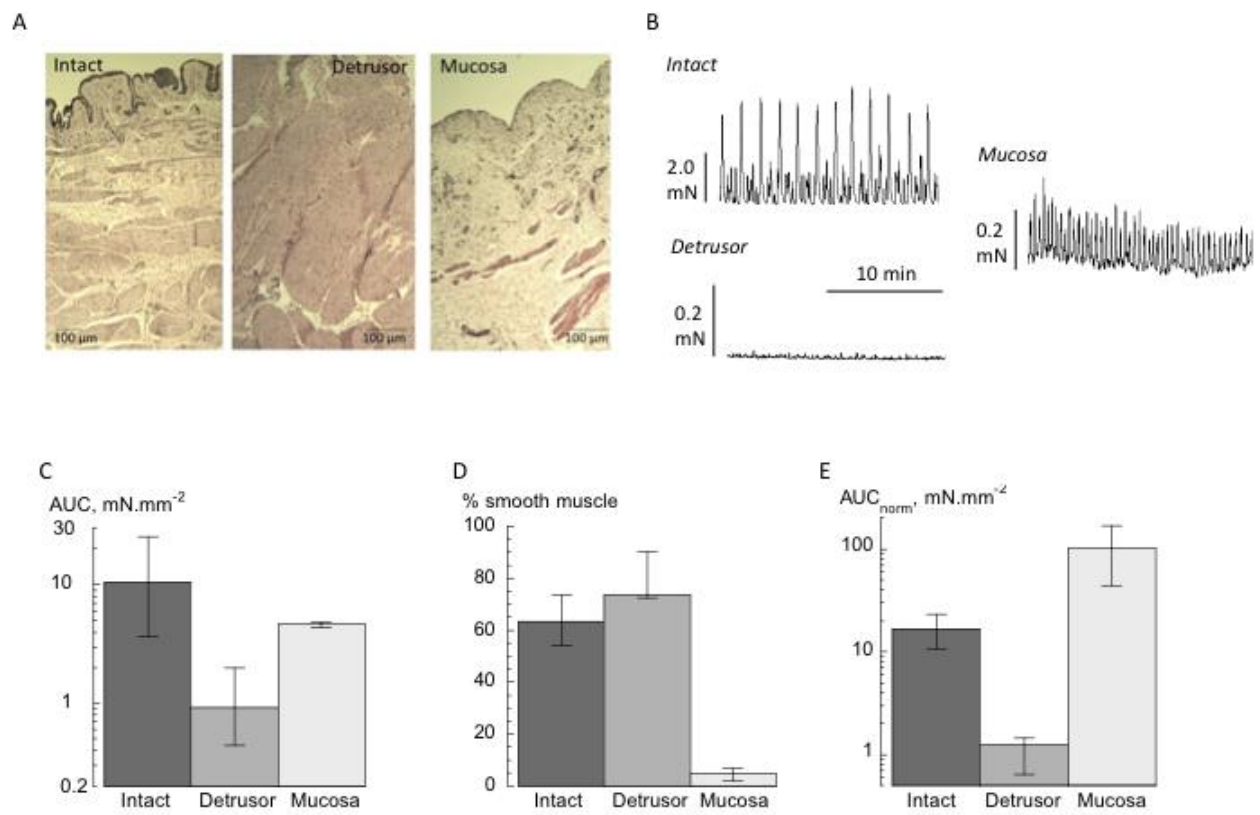 A
Intact
Detrusor
Mucosa
100 µm
100 µm
100 µm
B
Intact
2.0
mN
Mucosa
0.2
mN
Detrusor
10 min
0.2
mN
C
AUC, mN.mm⁻²
30
10
1
0.2
Intact Detrusor Mucosa
D
% smooth muscle
100
80
60
40
20
0
Intact Detrusor Mucosa
E
AUCnorm, mN.mm⁻²
100
10
1
Intact Detrusor Mucosa